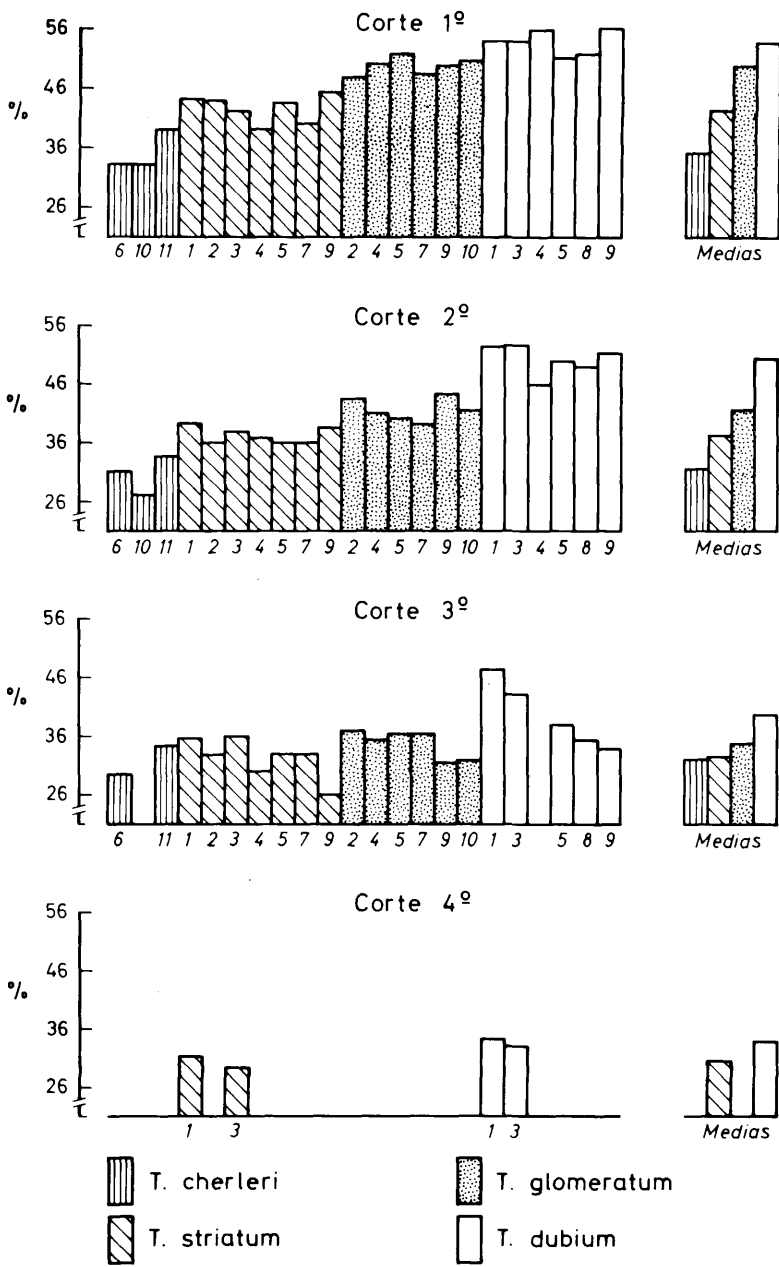 Corte 1º
56
46
%
36
26
6 10 11 1 2 3 4 5 7 9 2 4 5 7 9 10 1 3 4 5 8 9 Medias
Corte 2º
56
46
%
36
26
6 10 11 1 2 3 4 5 7 9 2 4 5 7 9 10 1 3 4 5 8 9 Medias
Corte 3º
56
46
%
36
26
6 11 1 2 3 4 5 7 9 2 4 5 7 9 10 1 3 5 8 9 Medias
Corte 4º
56
46
%
36
26
1 3 1 3 Medias
T. cherleri T. glomeratum
T. striatum T. dubium